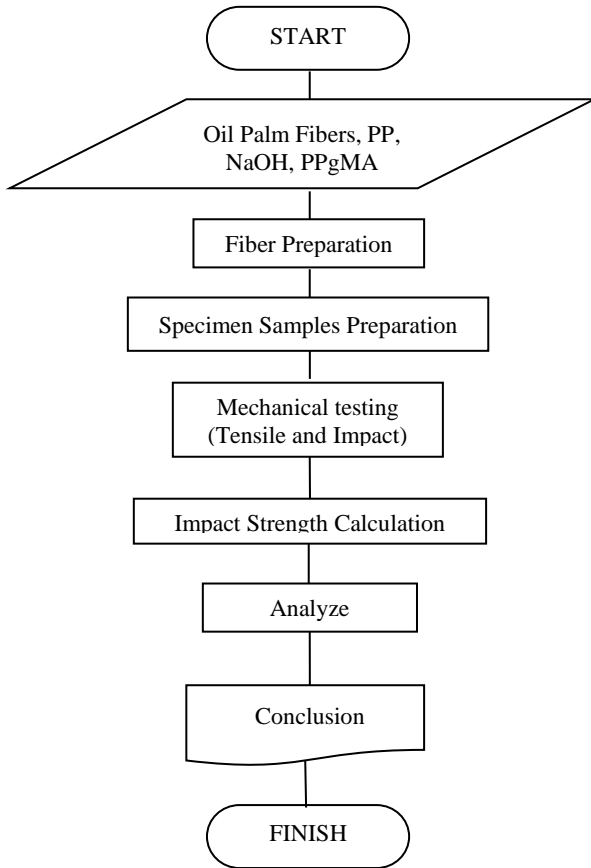 START
Oil Palm Fibers, PP,
NaOH, PPgMA
Fiber Preparation
Specimen Samples Preparation
Mechanical testing
(Tensile and Impact)
Impact Strength Calculation
Analyze
Conclusion
FINISH